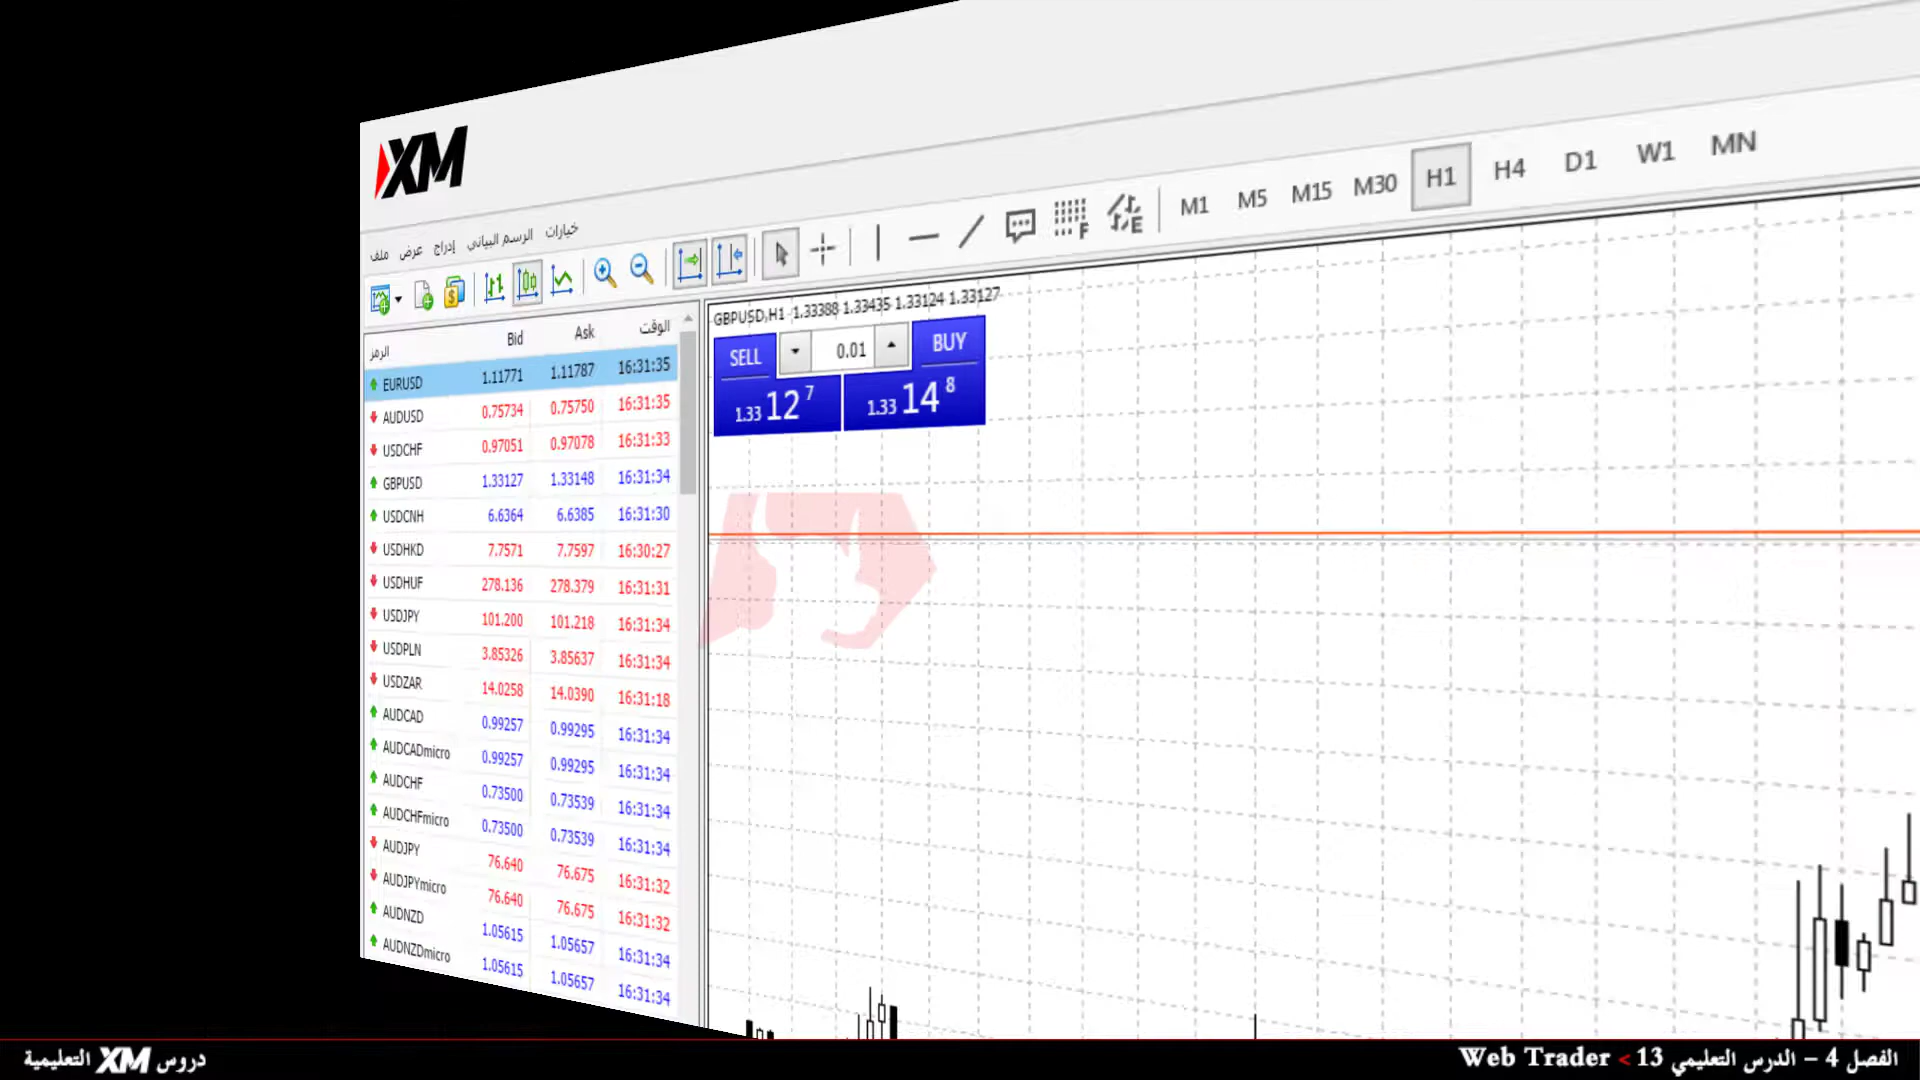 XM
ملف عرض إدراج الرسم البياني خيارات
M1 M5 M15 M30 H1 H4 D1 W1 MN
F E
GBPUSD,H1 1.33388 1.33435 1.33124 1.33127
SELL 0.01 BUY
1.33 12 7 1.33 14 8
الرمز Bid Ask الوقت
EURUSD 1.11771 1.11787 16:31:35
AUDUSD 0.75734 0.75750 16:31:35
USDCHF 0.97051 0.97078 16:31:33
GBPUSD 1.33127 1.33148 16:31:34
USDCNH 6.6364 6.6385 16:31:30
USDHKD 7.7571 7.7597 16:30:27
USDHUF 278.136 278.379 16:31:31
USDJPY 101.200 101.218 16:31:34
USDPLN 3.85326 3.85637 16:31:34
USDZAR 14.0258 14.0390 16:31:18
AUDCAD 0.99257 0.99295 16:31:34
AUDCADmicro 0.99257 0.99295 16:31:34
AUDCHF 0.73500 0.73539 16:31:34
AUDCHFmicro 0.73500 0.73539 16:31:34
AUDJPY 76.640 76.675 16:31:32
AUDJPYmicro 76.640 76.675 16:31:32
AUDNZD 1.05615 1.05657 16:31:34
AUDNZDmicro 1.05615 1.05657 16:31:34
الفصل 4 – الدرس التعليمي 13 > Web Trader
دروس XM التعليمية